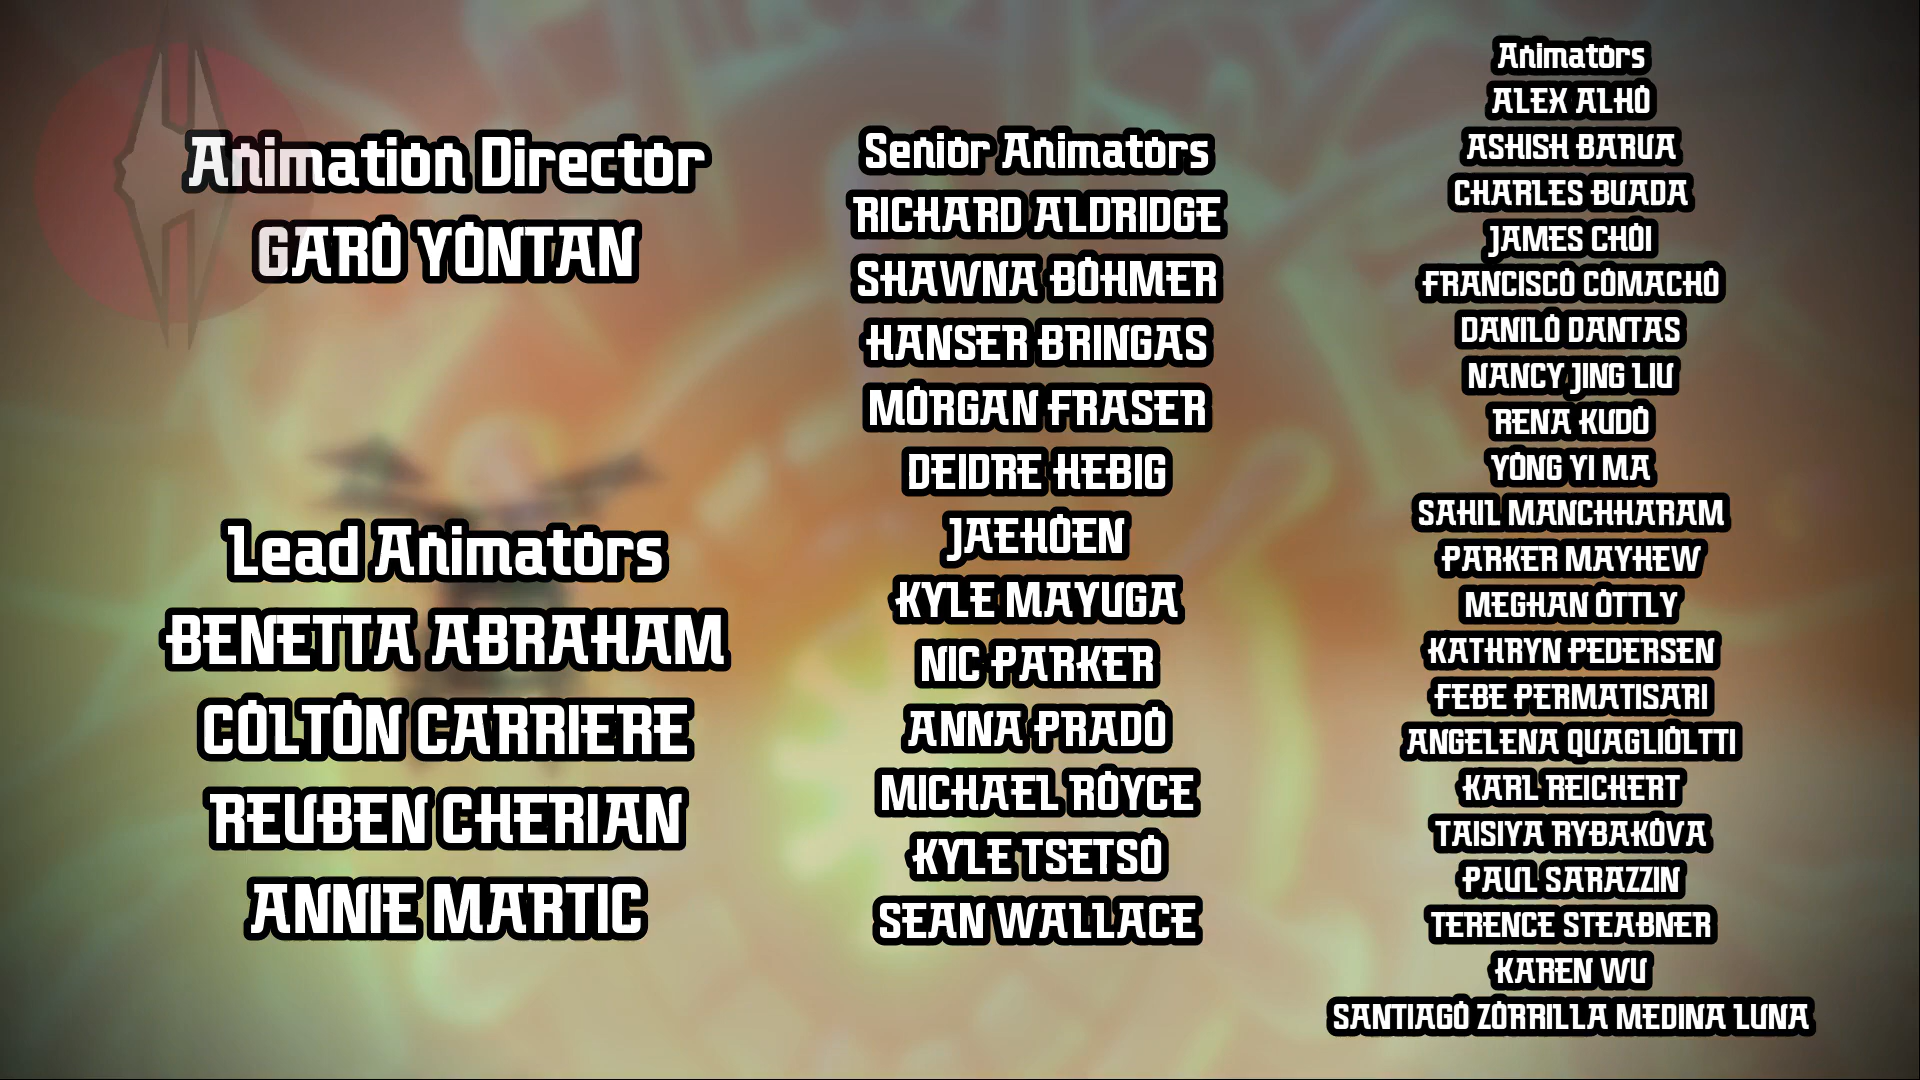 Animation Director
GARO YONTAN
Lead Animators
BENETTA ABRAHAM
COLTON CARRIERE
REUBEN CHERIAN
ANNIE MARTIC
Senior Animators
RICHARD ALDRIDGE
SHAWNA BOHMER
HANSER BRINGAS
MORGAN FRASER
DEIDRE HEBIG
JAEHOEN
KYLE MAYUGA
NIC PARKER
ANNA PRADO
MICHAEL ROYCE
KYLE TSETSO
SEAN WALLACE
Animators
ALEX ALHO
ASHISH BARUA
CHARLES BUADA
JAMES CHOI
FRANCISCO COMACHO
DANILO DANTAS
NANCY JING LIU
RENA KUDO
YONG YI MA
SAHIL MANCHHARAM
PARKER MAYHEW
MEGHAN OTTLY
KATHRYN PEDERSEN
FEBE PERMATISARI
ANGELENA QUAGLIOLTTI
KARL REICHERT
TAISIYA RYBAKOVA
PAUL SARAZZIN
TERENCE STEABNER
KAREN WU
SANTIAGO ZORRILLA MEDINA LUNA